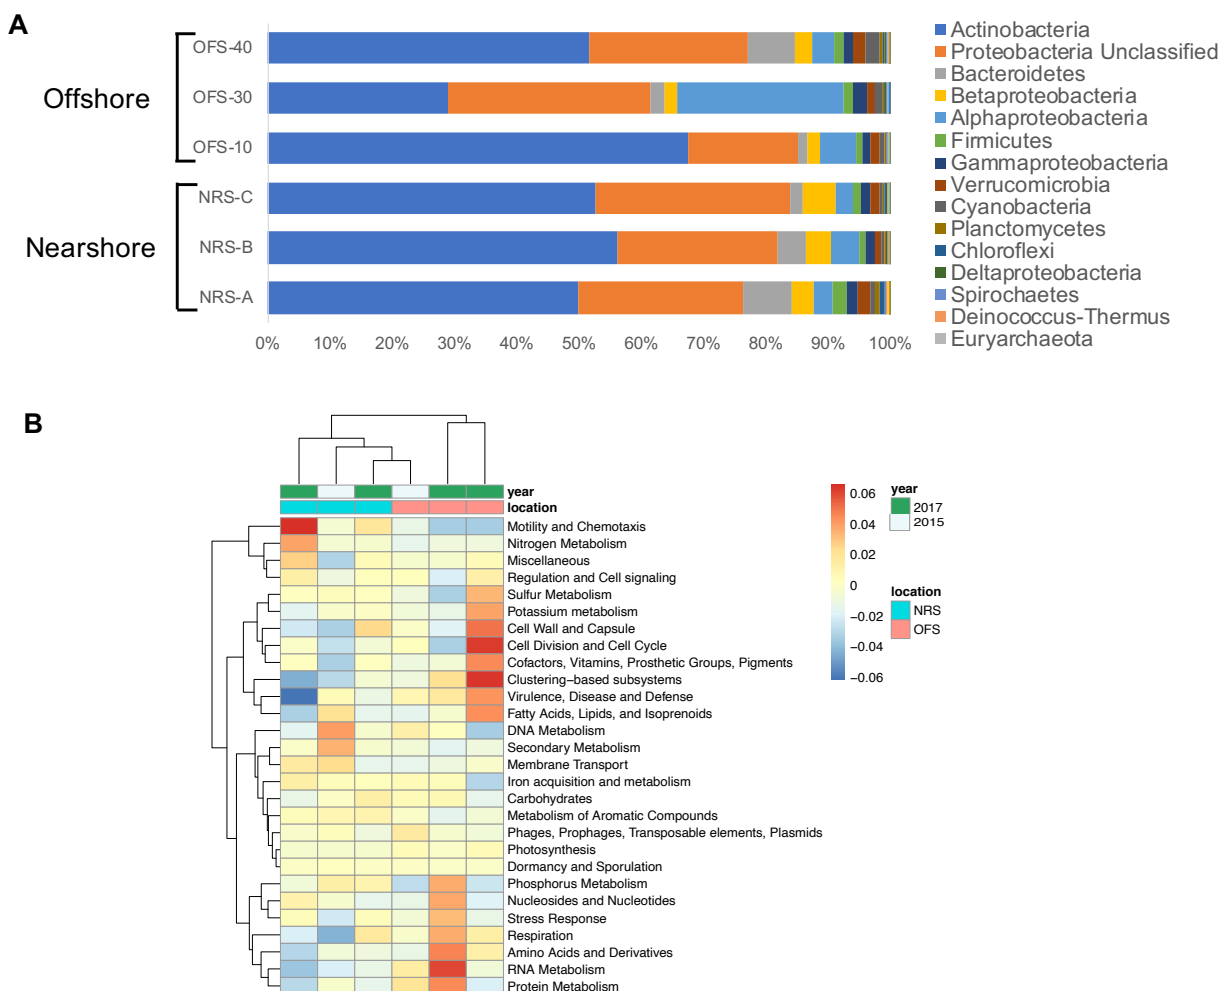 A
Offshore
Nearshore
OFS-40
OFS-30
OFS-10
NRS-C
NRS-B
NRS-A
0% 10% 20% 30% 40% 50% 60% 70% 80% 90% 100%
Actinobacteria
Proteobacteria Unclassified
Bacteroidetes
Betaproteobacteria
Alphaproteobacteria
Firmicutes
Gammaproteobacteria
Verrucomicrobia
Cyanobacteria
Planctomycetes
Chloroflexi
Deltaproteobacteria
Spirochaetes
Deinococcus-Thermus
Euryarchaeota
B
year
location
Motility and Chemotaxis
Nitrogen Metabolism
Miscellaneous
Regulation and Cell signaling
Sulfur Metabolism
Potassium metabolism
Cell Wall and Capsule
Cell Division and Cell Cycle
Cofactors, Vitamins, Prosthetic Groups, Pigments
Clustering−based subsystems
Virulence, Disease and Defense
Fatty Acids, Lipids, and Isoprenoids
DNA Metabolism
Secondary Metabolism
Membrane Transport
Iron acquisition and metabolism
Carbohydrates
Metabolism of Aromatic Compounds
Phages, Prophages, Transposable elements, Plasmids
Photosynthesis
Dormancy and Sporulation
Phosphorus Metabolism
Nucleosides and Nucleotides
Stress Response
Respiration
Amino Acids and Derivatives
RNA Metabolism
Protein Metabolism
0.06
0.04
0.02
0
−0.02
−0.04
−0.06
year
2017
2015
location
NRS
OFS